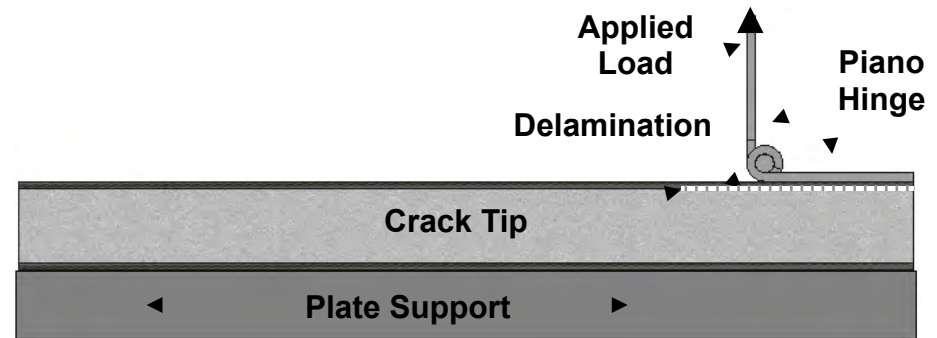 Applied
Load
Piano
Hinge
Delamination
Crack Tip
Plate Support